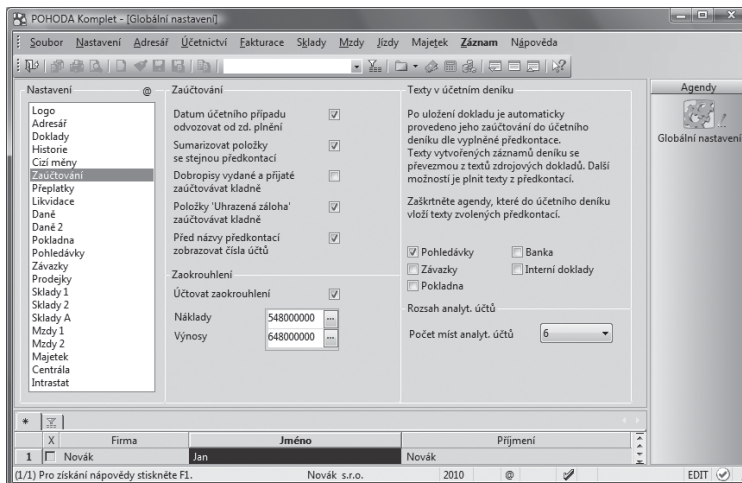 POHODA Komplet - [Globální nastavení]
Soubor Nastavení Adresář Účetnictví Fakturace Sklady Mzdy Jízdy Majetek Záznam Nápověda
Agendy
Globální nastavení
Nastavení @
Logo
Adresář
Doklady
Historie
Cizí měny
Zaúčtování
Přeplatky
Likvidace
Daně
Daně 2
Pokladna
Pohledávky
Závazky
Prodejky
Sklady 1
Sklady 2
Sklady A
Mzdy 1
Mzdy 2
Majetek
Centrála
Intrastat
Zaúčtování
Datum účetního případu
odvozovat od zd. plnění
Sumarizovat položky
se stejnou předkontací
Dobropisy vydané a přijaté
zaúčtovávat kladně
Položky 'Uhrazená záloha'
zaúčtovávat kladně
Před názvy předkontací
zobrazovat čísla účtů
Zaokrouhlení
Účtovat zaokrouhlení
Náklady 548000000 ...
Výnosy 648000000 ...
Texty v účetním deníku
Po uložení dokladu je automaticky
provedeno jeho zaúčtování do účetního
deníku dle vyplněné předkontace.
Texty vytvořených záznamů deníku se
převezmou z textů zdrojových dokladů. Další
možností je plnit texty z předkontací.
Zaškrtněte agendy, které do účetního deníku
vloží texty zvolených předkontací.
Pohledávky Banka
Závazky Interní doklady
Pokladna
Rozsah analyt. účtů
Počet míst analyt. účtů 6
*
X Firma Jméno Příjmení
1 Novák Jan Novák
(1/1) Pro získání nápovědy stiskněte F1. Novák s.r.o. 2010 @ EDIT